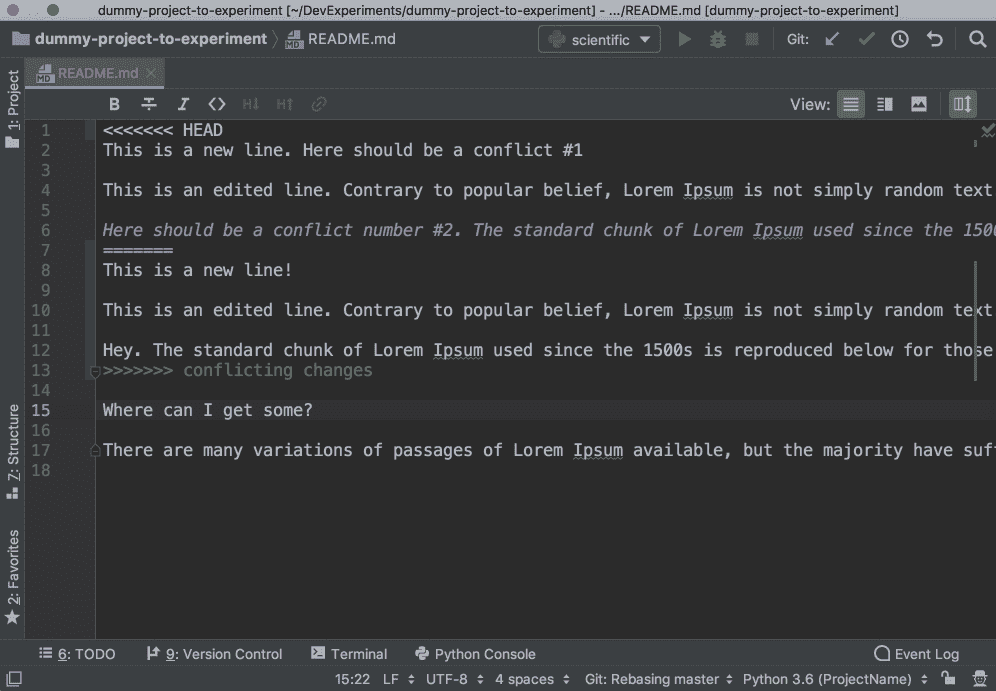 dummy-project-to-experiment [~/DevExperiments/dummy-project-to-experiment] - .../README.md [dummy-project-to-experiment]
dummy-project-to-experiment README.md scientific Git:
1: Project
MD README.md
B I <> H↓ H↑ View:
1 <<<<<<< HEAD
2 This is a new line. Here should be a conflict #1
3
4 This is an edited line. Contrary to popular belief, Lorem Ipsum is not simply random text
5
6 Here should be a conflict number #2. The standard chunk of Lorem Ipsum used since the 1500
7 =======
8 This is a new line!
9
10 This is an edited line. Contrary to popular belief, Lorem Ipsum is not simply random text
11
12 Hey. The standard chunk of Lorem Ipsum used since the 1500s is reproduced below for those
13 >>>>>>> conflicting changes
14
15 Where can I get some?
16
17 There are many variations of passages of Lorem Ipsum available, but the majority have suf
18
Z: Structure
2: Favorites
6: TODO 9: Version Control Terminal Python Console Event Log
15:22 LF UTF-8 4 spaces Git: Rebasing master Python 3.6 (ProjectName)